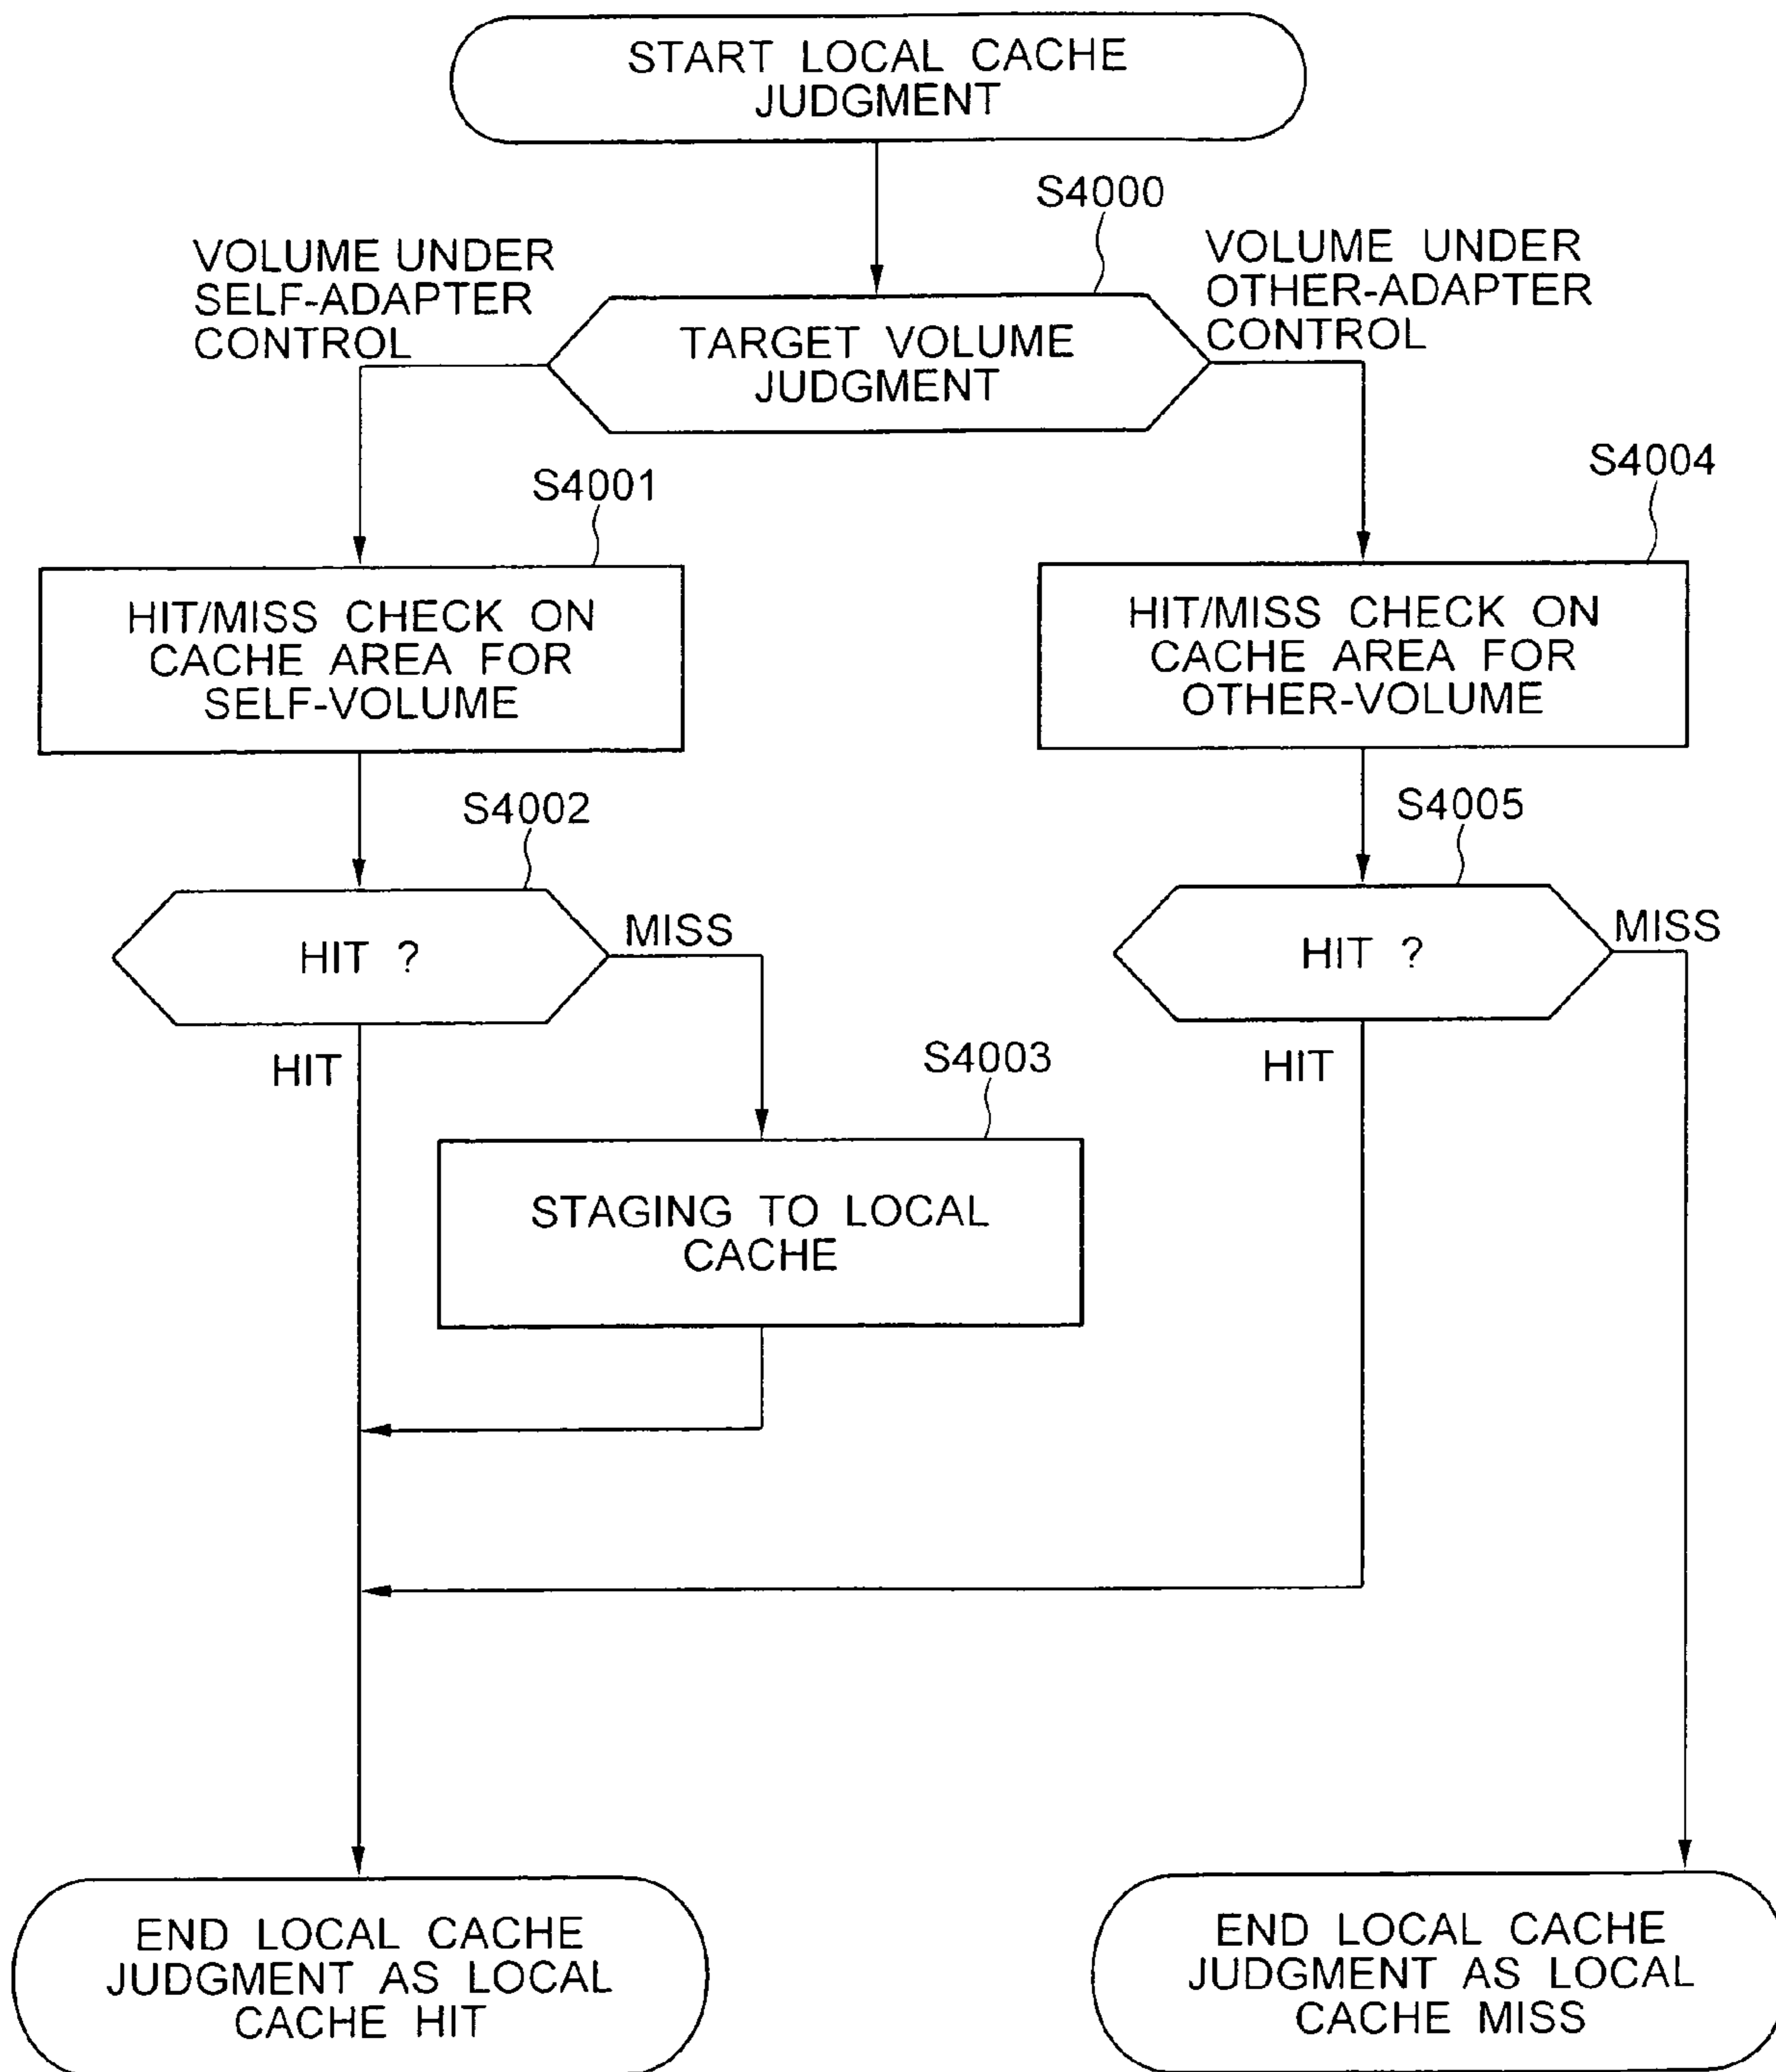 START LOCAL CACHE
JUDGMENT
S4000
VOLUME UNDER
SELF-ADAPTER
CONTROL
VOLUME UNDER
OTHER-ADAPTER
CONTROL
TARGET VOLUME
JUDGMENT
S4001
S4004
HIT/MISS CHECK ON
CACHE AREA FOR
SELF-VOLUME
HIT/MISS CHECK ON
CACHE AREA FOR
OTHER-VOLUME
S4002
S4005
HIT ?
MISS
HIT ?
MISS
HIT
S4003
HIT
STAGING TO LOCAL
CACHE
END LOCAL CACHE
JUDGMENT AS LOCAL
CACHE HIT
END LOCAL CACHE
JUDGMENT AS LOCAL
CACHE MISS